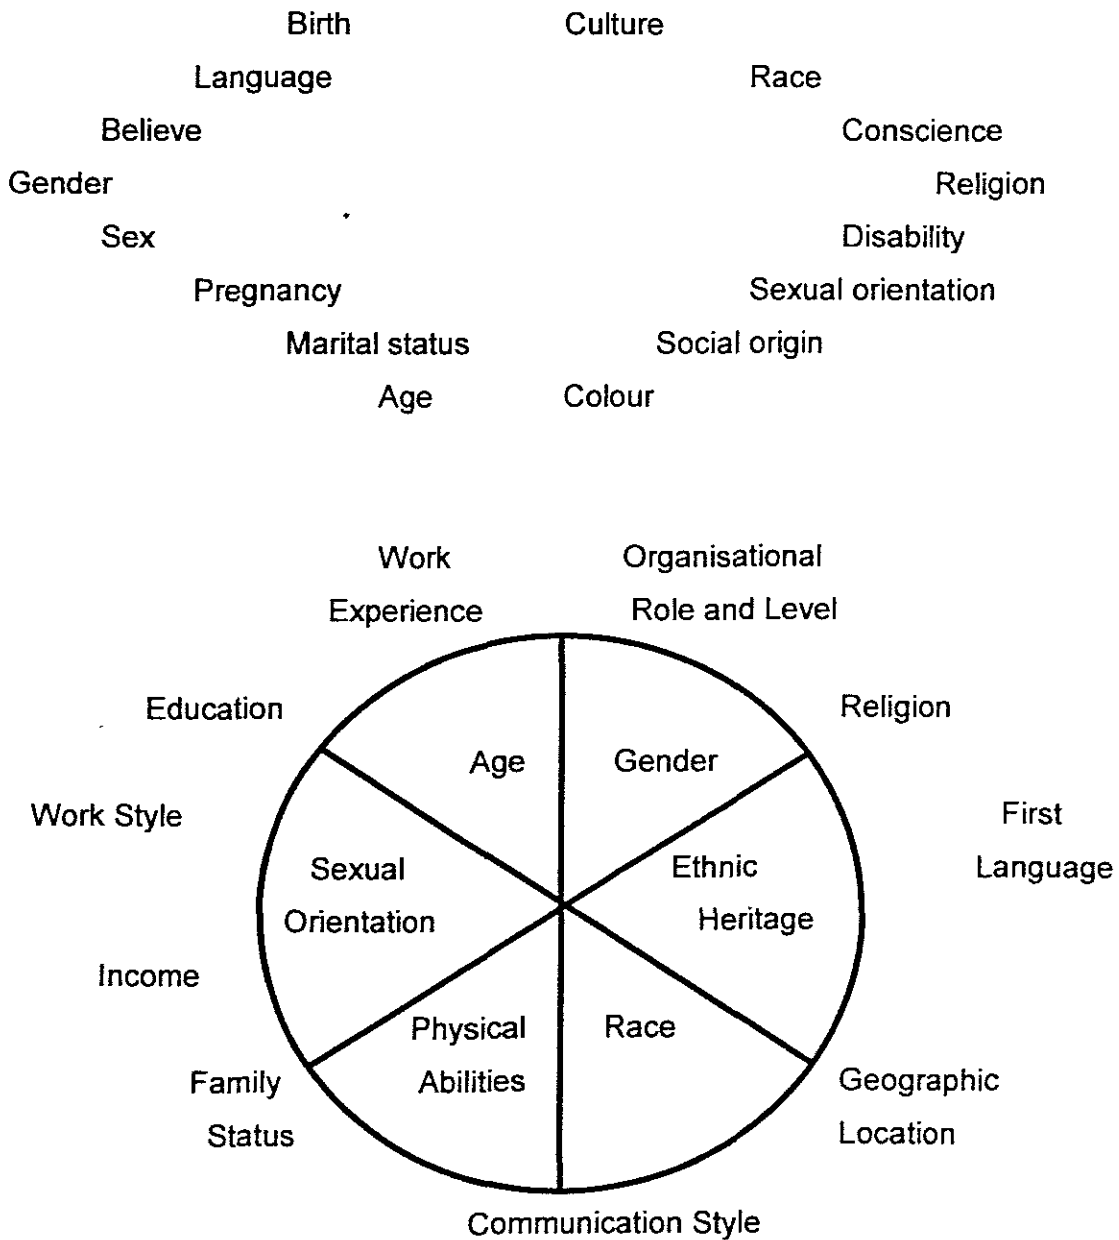 Birth Culture
Language Race
Believe Conscience
Gender Religion
Sex Disability
Pregnancy Sexual orientation
Marital status Social origin
Age Colour
Work Organisational
Experience Role and Level
Education Religion
Age Gender
Work Style First
Sexual Ethnic Language
Orientation Heritage
Income
Physical Race
Family Abilities Geographic
Status Location
Communication Style